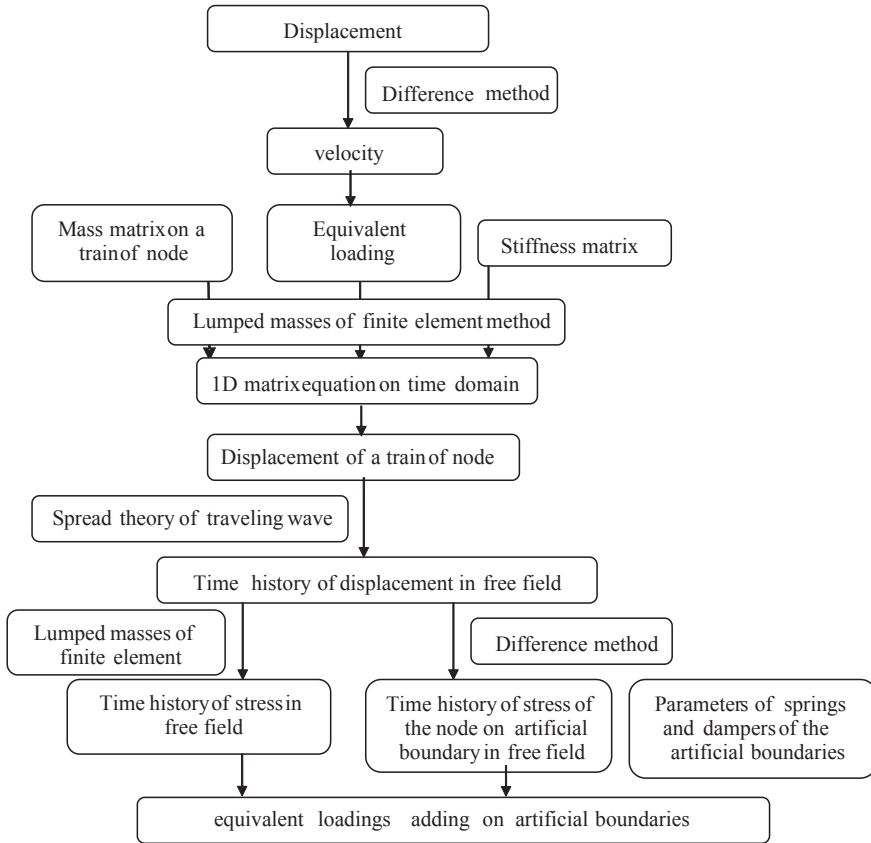 Displacement
Difference method
velocity
Mass matrix on a
train of node
Equivalent
loading
Stiffness matrix
Lumped masses of finite element method
1D matrix equation on time domain
Displacement of a train of node
Spread theory of traveling wave
Time history of displacement in free field
Lumped masses of
finite element
Difference method
Time history of stress in
free field
Time history of stress of
the node on artificial
boundary in free field
Parameters of springs
and dampers of the
artificial boundaries
equivalent loadings adding on artificial boundaries